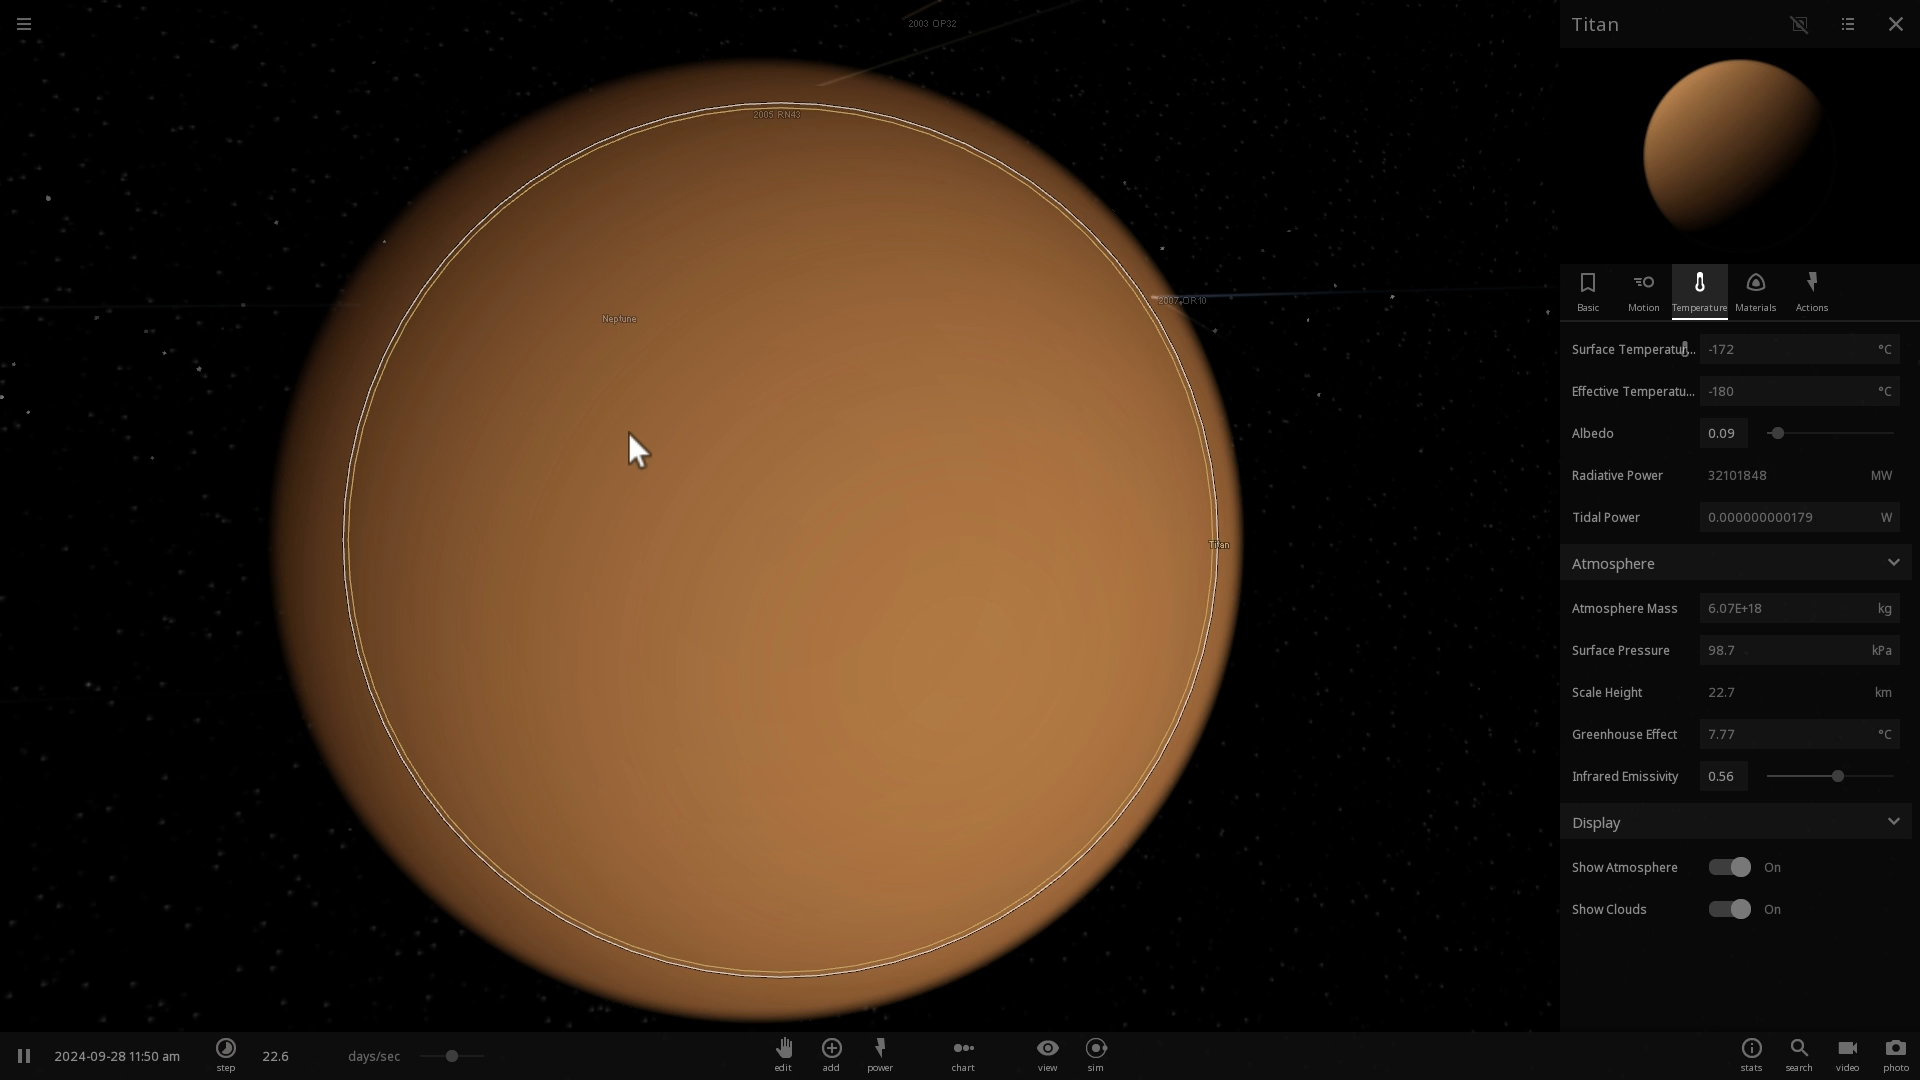 Titan
2003 OP32
2005 RN43
2007 OR10
Neptune
Titan
Basic
Motion
Temperature
Materials
Actions
Surface Temperatur... -172 °C
Effective Temperatu... -180 °C
Albedo 0.09
Radiative Power 32101848 MW
Tidal Power 0.000000000179 W
Atmosphere
Atmosphere Mass 6.07E+18 kg
Surface Pressure 98.7 kPa
Scale Height 22.7 km
Greenhouse Effect 7.77 °C
Infrared Emissivity 0.56
Display
Show Atmosphere On
Show Clouds On
2024-09-28 11:50 am
step
22.6 days/sec
edit
add
power
chart
view
sim
stats
search
video
photo